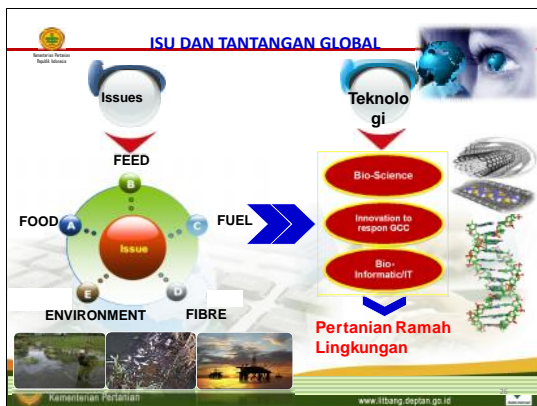 ISU DAN TANTANGAN GLOBAL
Kementerian Pertanian
Republik Indonesia
Issues
Teknolo
gi
FEED
B
FOOD
A
C
FUEL
Issue
E
D
ENVIRONMENT
FIBRE
Bio-Science
Innovation to
respon GCC
Bio-
Informatic/IT
Pertanian Ramah
Lingkungan
Kementerian Pertanian
www.litbang.deptan.go.id